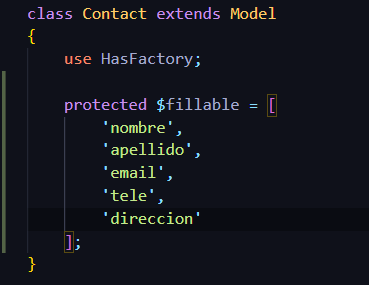 class Contact extends Model
{
    use HasFactory;
    protected $fillable = [
        'nombre',
        'apellido',
        'email',
        'tele',
        'direccion'
    ];
}